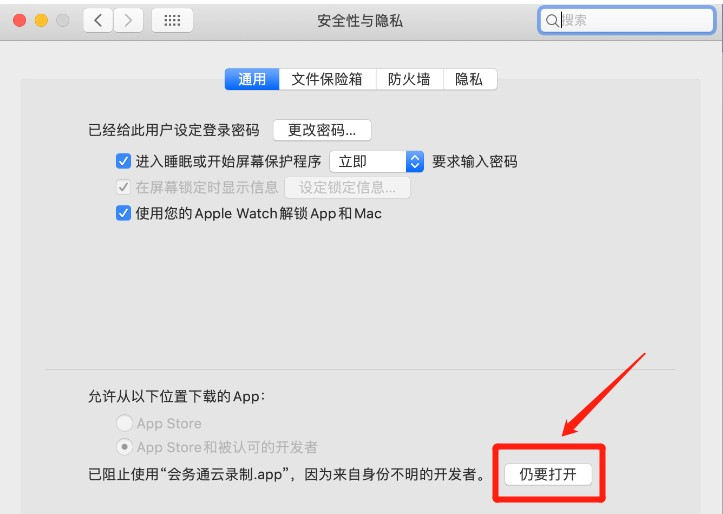 安全性与隐私
搜索
通用 文件保险箱 防火墙 隐私
已经给此用户设定登录密码 更改密码...
进入睡眠或开始屏幕保护程序 立即 要求输入密码
在屏幕锁定时显示信息 设定锁定信息...
使用您的Apple Watch解锁App和Mac
允许从以下位置下载的App：
App Store
App Store和被认可的开发者
已阻止使用“会务通云录制.app”，因为来自身份不明的开发者。 仍要打开